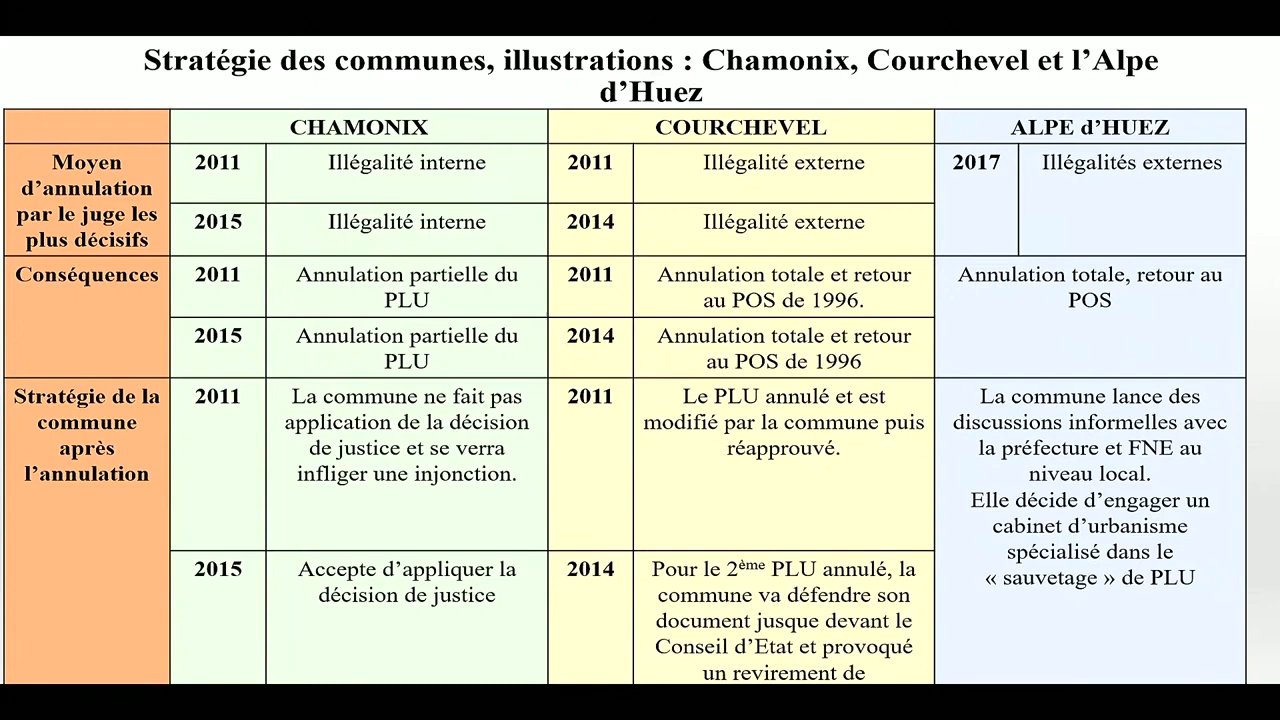 Stratégie des communes, illustrations : Chamonix, Courchevel et l’Alpe
d’Huez
CHAMONIX
COURCHEVEL
ALPE d’HUEZ
Moyen
d’annulation
par le juge les
plus décisifs
2011
Illégalité interne
2011
Illégalité externe
2017
Illégalités externes
2015
Illégalité interne
2014
Illégalité externe
Conséquences
2011
Annulation partielle du
PLU
2011
Annulation totale et retour
au POS de 1996.
Annulation totale, retour au
POS
2015
Annulation partielle du
PLU
2014
Annulation totale et retour
au POS de 1996
Stratégie de la
commune
après
l’annulation
2011
La commune ne fait pas
application de la décision
de justice et se verra
infliger une injonction.
2011
Le PLU annulé et est
modifié par la commune puis
réapprouvé.
La commune lance des
discussions informelles avec
la préfecture et FNE au
niveau local.
Elle décide d’engager un
cabinet d’urbanisme
spécialisé dans le
« sauvetage » de PLU
2015
Accepte d’appliquer la
décision de justice
2014
Pour le 2ème PLU annulé, la
commune va défendre son
document jusque devant le
Conseil d’Etat et provoqué
un revirement de